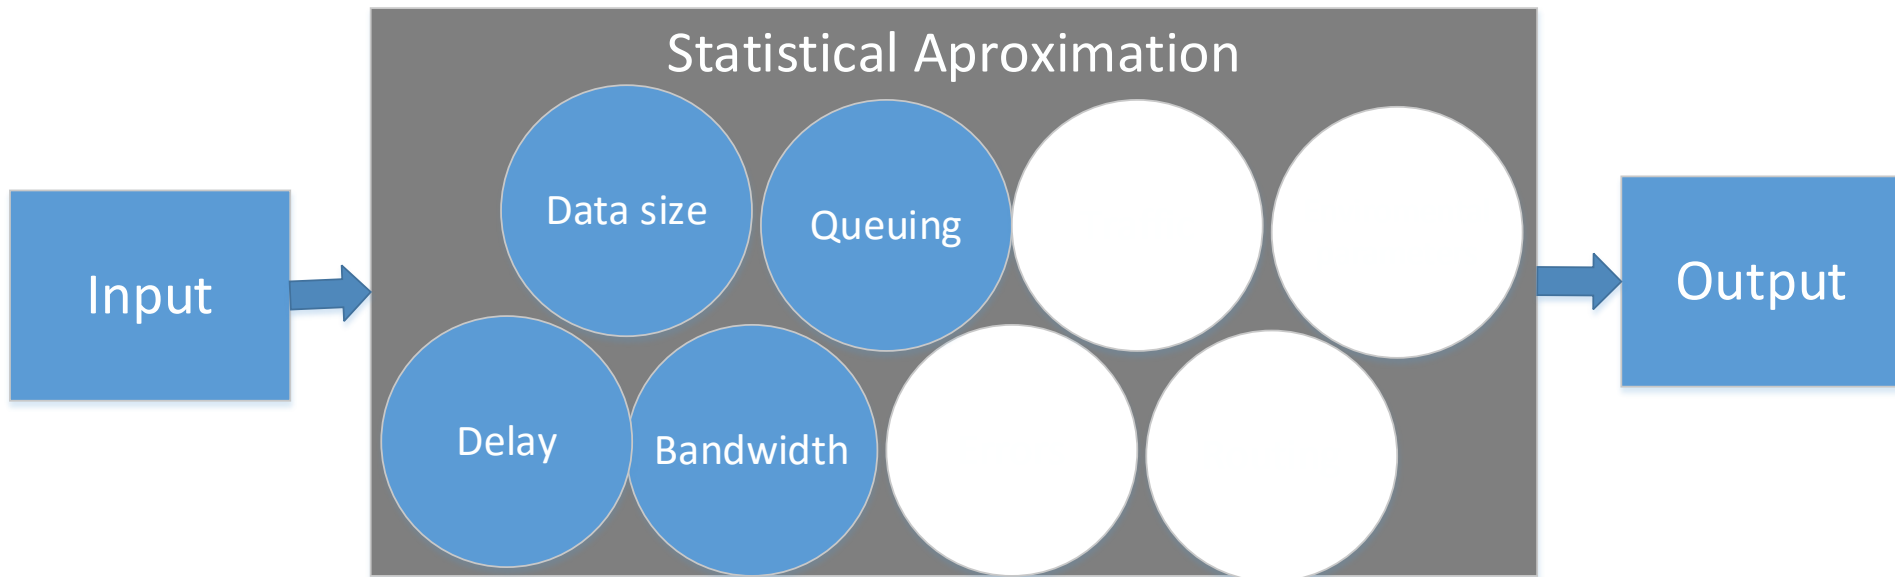 Statistical Aproximation
Data size
Queuing
Input
Output
Delay
Bandwidth